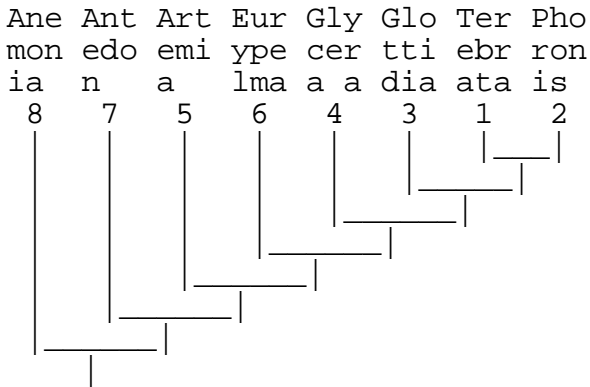 Ane Ant Art Eur Gly Glo Ter Pho
mon edo emi ype cer tti ebr ron
ia n a lma a a dia ata is
8 7 5 6 4 3 1 2